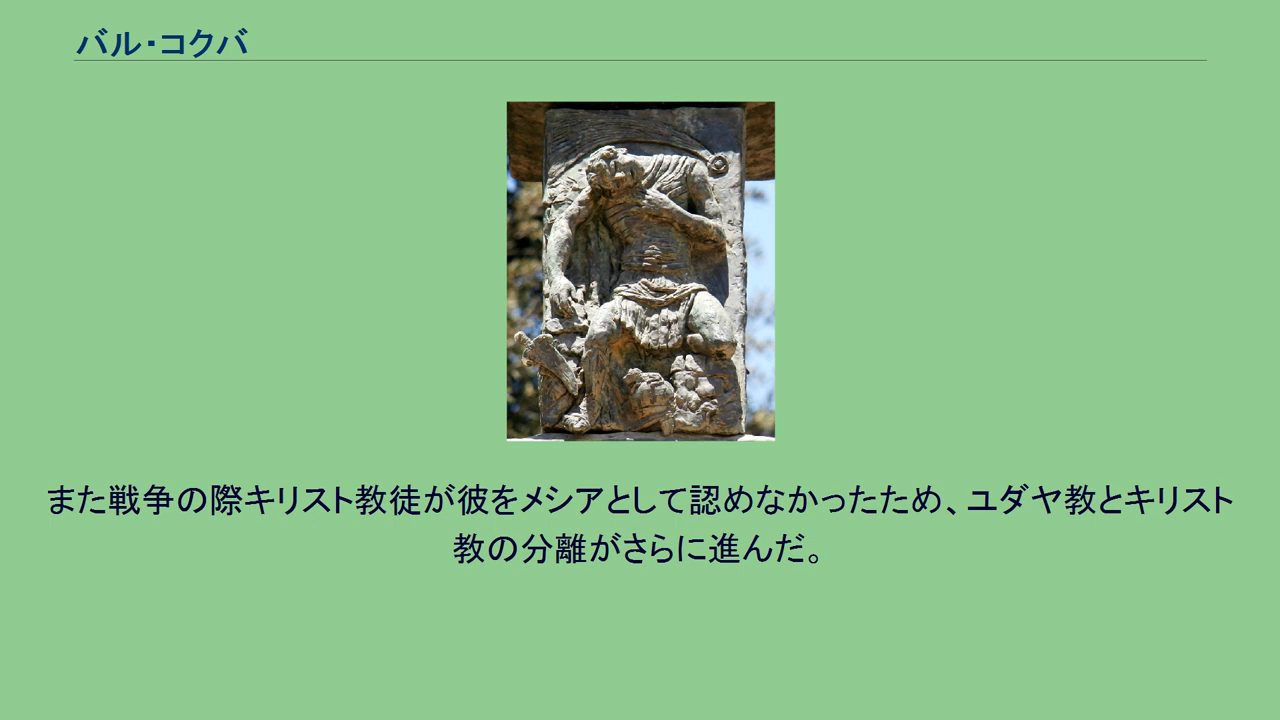 バル・コクバ
また戦争の際キリスト教徒が彼をメシアとして認めなかったため、ユダヤ教とキリスト
教の分離がさらに進んだ。